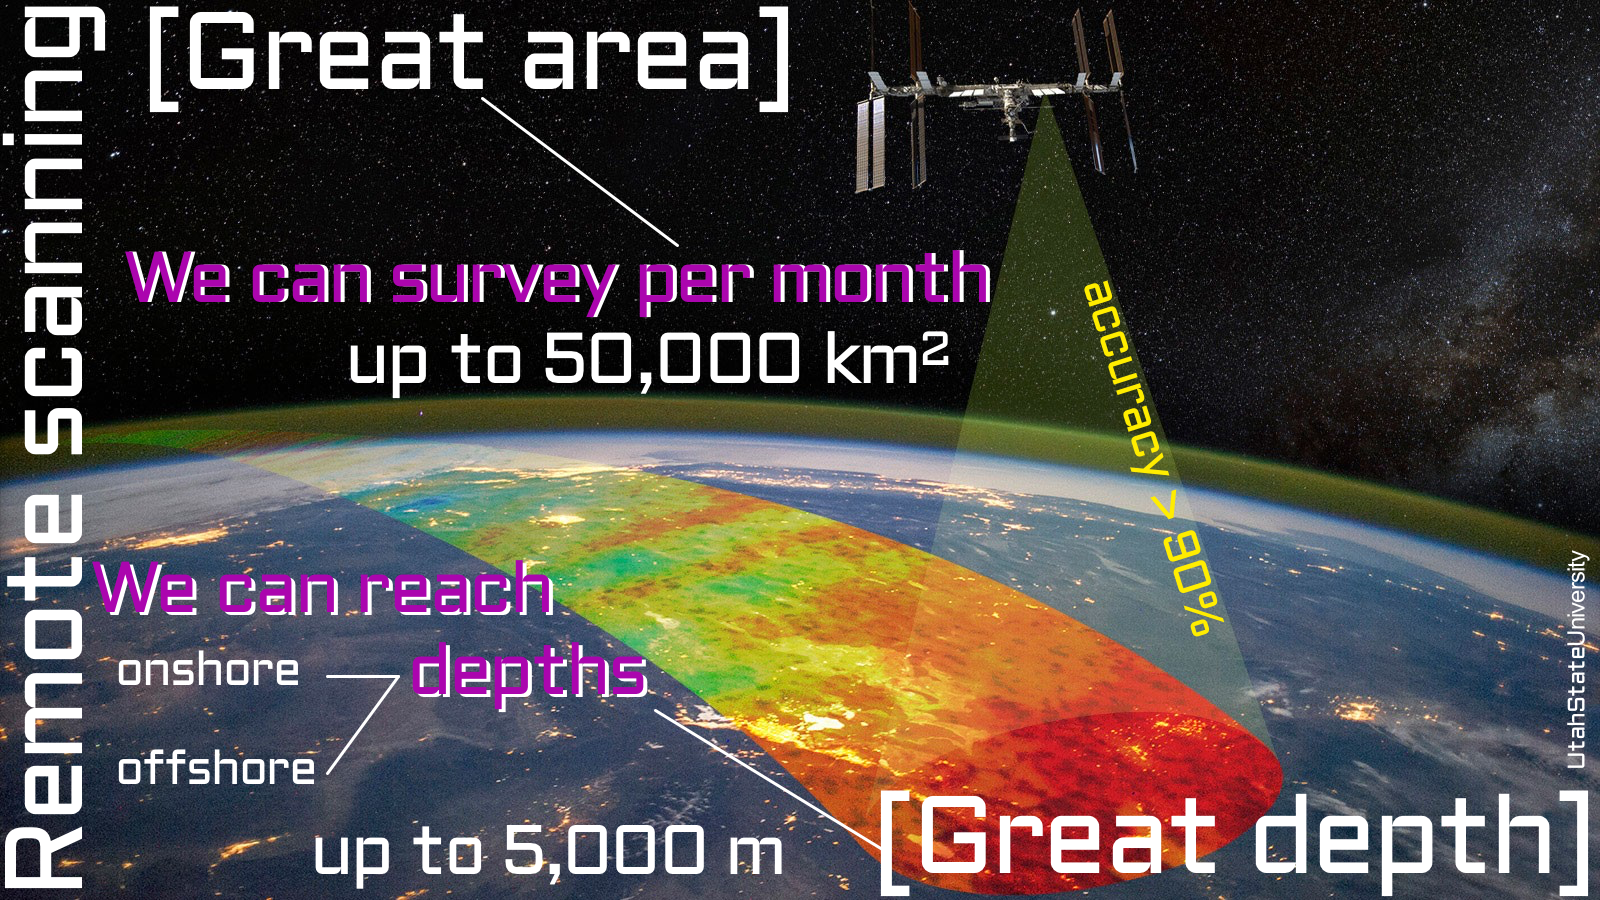 Remote scanning
[Great area]
We can survey per month
up to 50,000 km²
accuracy > 90%
We can reach
depths
onshore
offshore
up to 5,000 m
[Great depth]
UtahStateUniversity